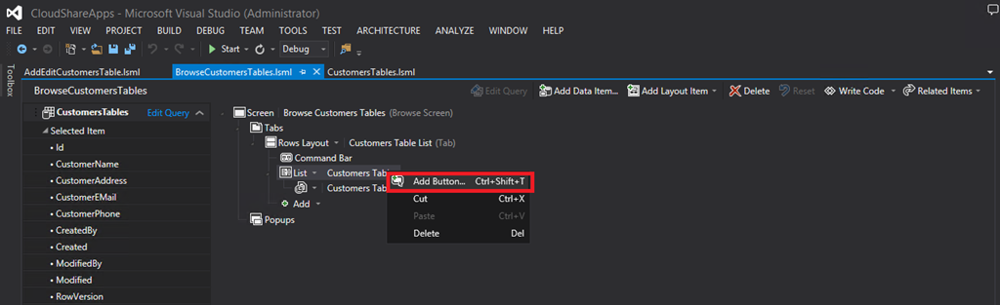 CloudShareApps - Microsoft Visual Studio (Administrator)
FILE EDIT VIEW PROJECT BUILD DEBUG TEAM TOOLS TEST ARCHITECTURE ANALYZE WINDOW HELP
Start Debug
Toolbox
AddEditCustomersTable.lsml BrowseCustomersTables.lsml CustomersTables.lsml
BrowseCustomersTables Edit Query Add Data Item... Add Layout Item Delete Reset Write Code Related Items
CustomersTables Edit Query
Selected Item
• Id
• CustomerName
• CustomerAddress
• CustomerEMail
• CustomerPhone
• CreatedBy
• Created
• ModifiedBy
• Modified
• RowVersion
Screen Browse Customers Tables (Browse Screen)
Tabs
Rows Layout Customers Table List (Tab)
Command Bar
List Customers Tab
Customers Tab
Add
Popups
Add Button... Ctrl+Shift+T
Cut Ctrl+X
Paste Ctrl+V
Delete Del